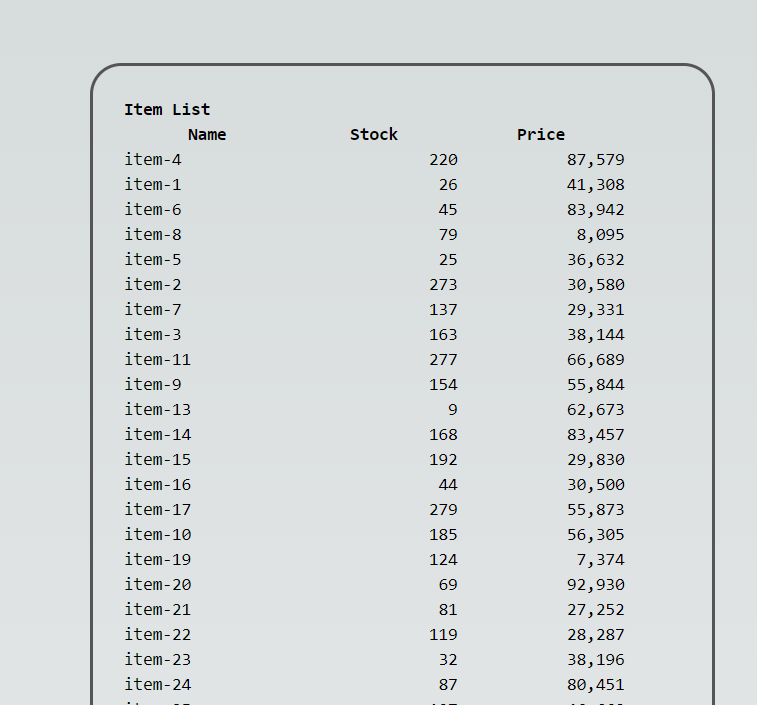 Item List
Name Stock Price
item-4 220 87,579
item-1 26 41,308
item-6 45 83,942
item-8 79 8,095
item-5 25 36,632
item-2 273 30,580
item-7 137 29,331
item-3 163 38,144
item-11 277 66,689
item-9 154 55,844
item-13 9 62,673
item-14 168 83,457
item-15 192 29,830
item-16 44 30,500
item-17 279 55,873
item-10 185 56,305
item-19 124 7,374
item-20 69 92,930
item-21 81 27,252
item-22 119 28,287
item-23 32 38,196
item-24 87 80,451